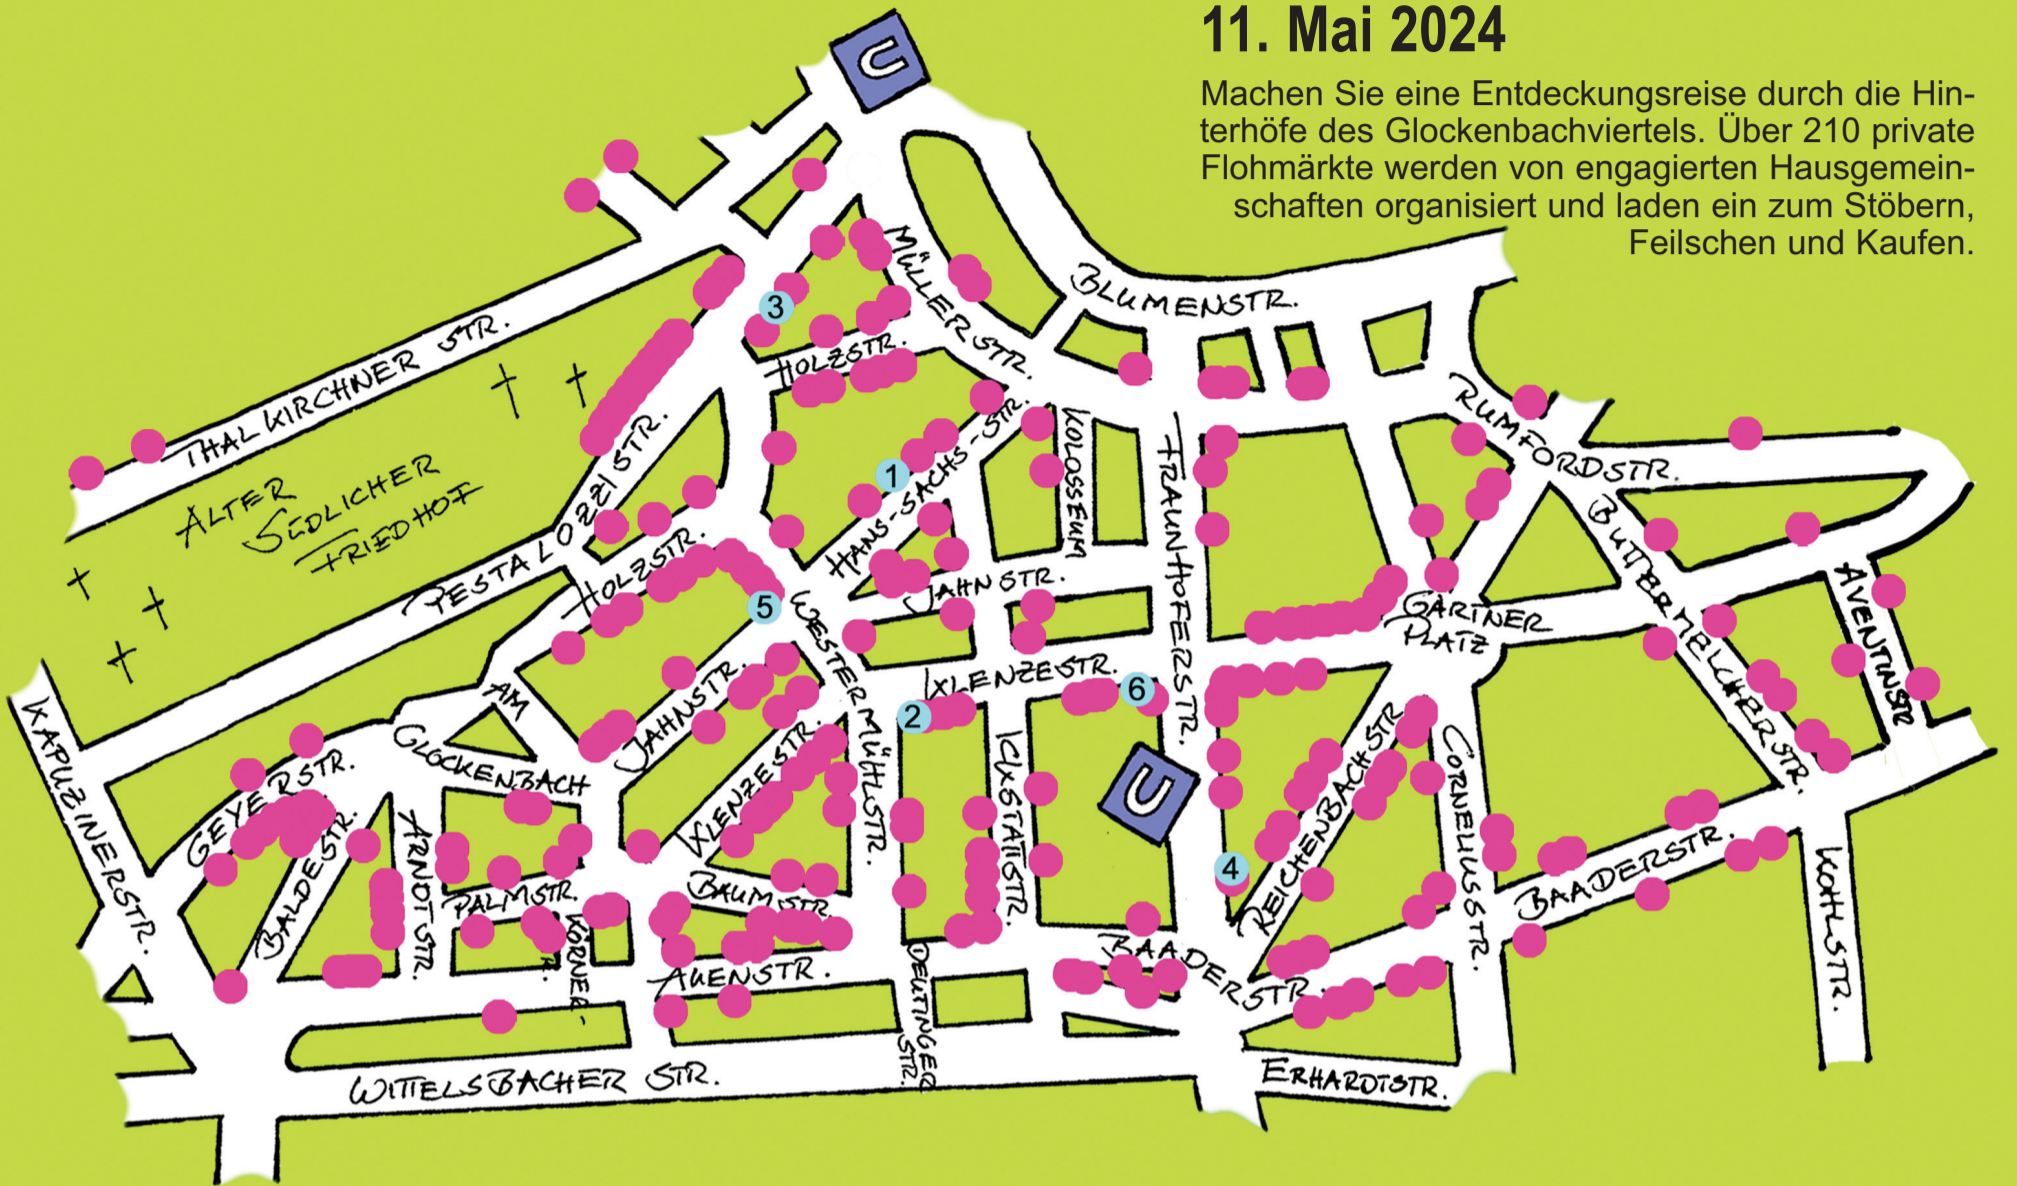 11. Mai 2024
Machen Sie eine Entdeckungsreise durch die Hin-
terhöfe des Glockenbachviertels. Über 210 private
Flohmärkte werden von engagierten Hausgemein-
schaften organisiert und laden ein zum Stöbern,
Feilschen und Kaufen.
U
MÜLLERSTR.
BLUMENSTR.
3
HOLZSTR.
THALKIRCHNER STR.
ALTER
SÜDLICHER
FRIEDHOF
PESTALOZZISTR.
HOLZSTR.
1
HANS-SACHS-STR.
KOLOSSEUM
FRAUNHOFERSTR.
RUMFORDSTR.
BUTTERMELCHERSTR.
AVENTINSTR
JAHNSTR.
GÄRTNER
PLATZ
5
WESTERMÜHLSTR.
KLENZESTR.
6
2
KAPUZINERSTR.
AM
GLOCKENBACH
JAHNSTR.
KLENZESTR.
ICKSTATTSTR.
U
REICHENBACHSTR
CORNELIUSSTR.
GEYERSTR.
BALDESTR.
ARNDTSTR.
PALMSTR.
KÖRNER-
R.
BAUMSTR.
4
BAADERSTR.
KOHLSTR.
AUENSTR.
DEUTINGER
STR.
BAADERSTR.
WITTELSBACHER STR.
ERHARDTSTR.